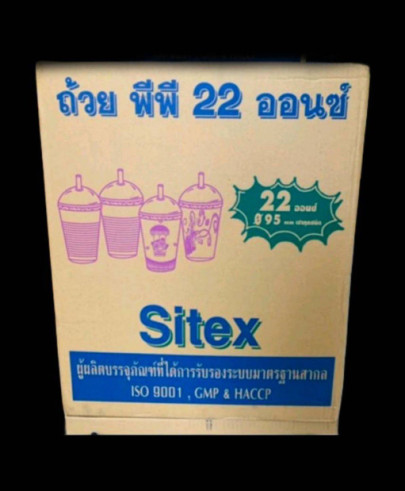 ถ้วย พีพี 22 ออนซ์
22 ออนซ์
95
Sitex
ผู้ผลิตบรรจุภัณฑ์ที่ได้การรับรองระบบมาตรฐานสากล
ISO 9001 , GMP & HACCP